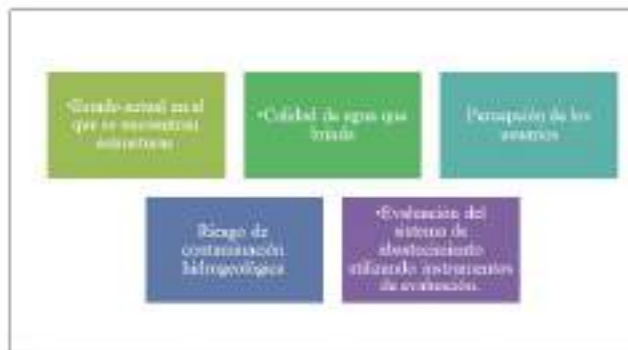 •Estado actual en el
que se encuentran
estructuras
•Calidad de agua que
brinda
Percepción de los
usuarios
Riesgo de
contaminación
hidrogeológica
•Evaluación del
sistema de
abastecimiento
utilizando instrumentos
de evaluación.